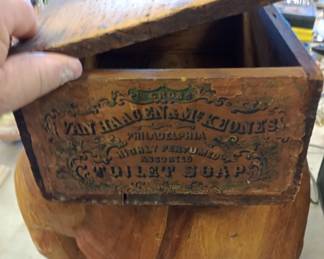 VAN HAAGEN & McKEONE'S
PHILADELPHIA
HIGHLY PERFUMED
ASSORTED
TOILET SOAP